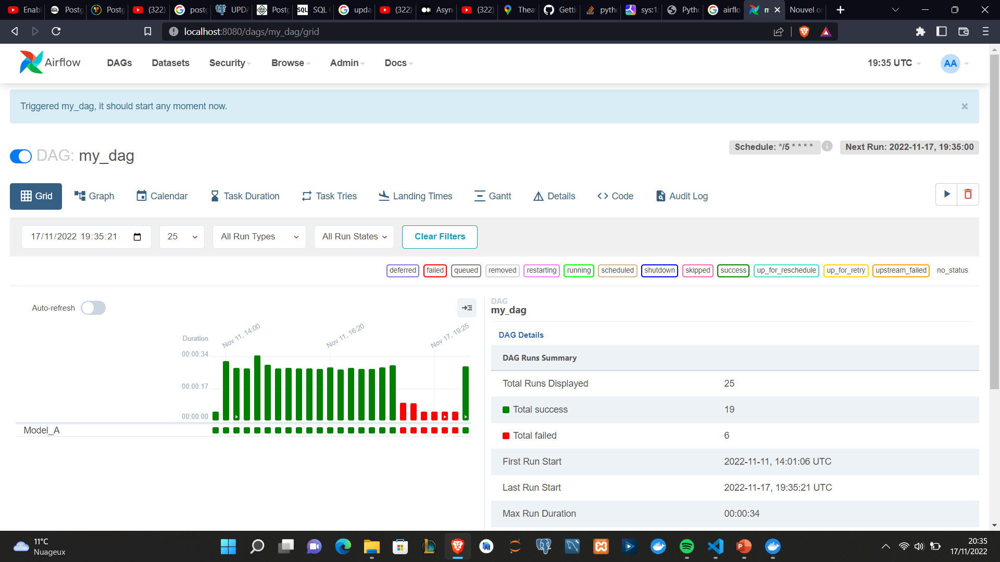 Enabl
Postg
Postg
(322)
postg
UPDA
Postg
SQL
upda
(322)
Asyn
(322)
Theat
Getti
pytho
sys:1:
Pytho
airflo
Nouvel o
localhost:8080/dags/my_dag/grid
Airflow DAGs Datasets Security Browse Admin Docs 19:35 UTC AA
Triggered my_dag, it should start any moment now. ×
DAG: my_dag
Schedule: */5 * * * * i Next Run: 2022-11-17, 19:35:00
Grid Graph Calendar Task Duration Task Tries Landing Times Gantt Details <> Code Audit Log
17/11/2022 19:35:21 25 All Run Types All Run States Clear Filters
deferred failed queued removed restarting running scheduled shutdown skipped success up_for_reschedule up_for_retry upstream_failed no_status
Auto-refresh
Nov 11, 14:00
Nov 11, 16:20
Nov 17, 19:25
Duration
00:00:34
00:00:17
00:00:00
Model_A
DAG
my_dag
DAG Details
DAG Runs Summary
Total Runs Displayed 25
Total success 19
Total failed 6
First Run Start 2022-11-11, 14:01:06 UTC
Last Run Start 2022-11-17, 19:35:21 UTC
Max Run Duration 00:00:34
11°C
Nuageux
20:35
17/11/2022